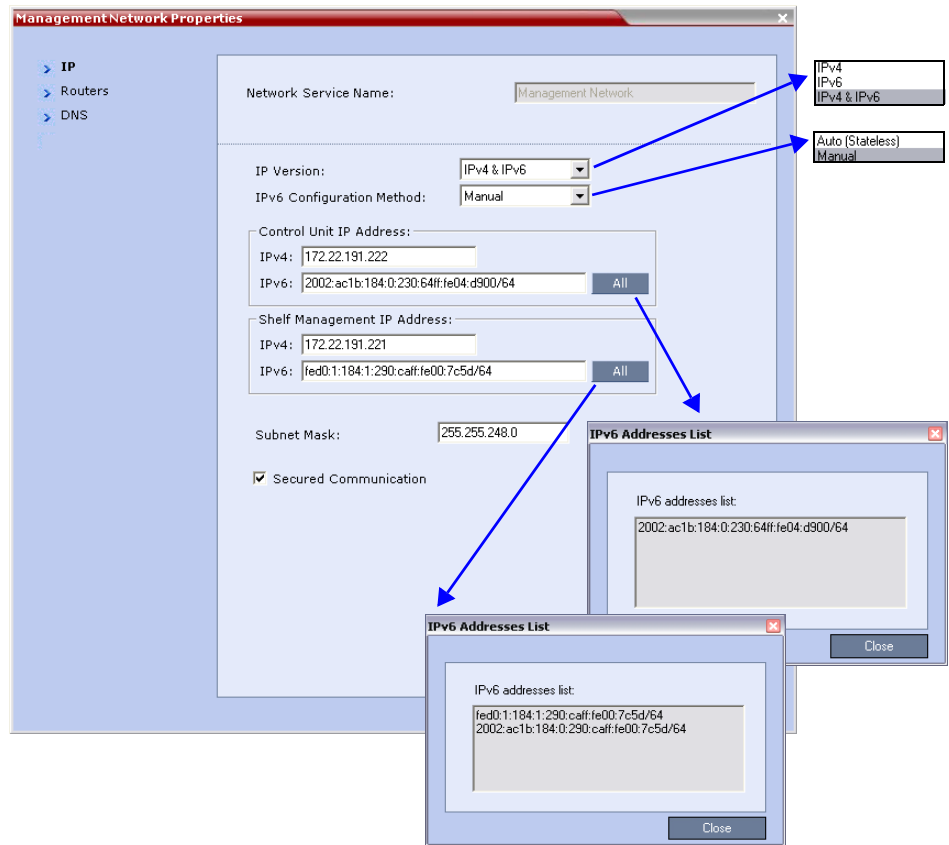 Management Network Properties
IP
Routers
DNS
Network Service Name: Management Network
IP Version: IPv4 & IPv6
IPv6 Configuration Method: Manual
Control Unit IP Address:
IPv4: 172.22.191.222
IPv6: 2002:ac1b:184:0:230:64ff:fe04:d900/64 All
Shelf Management IP Address:
IPv4: 172.22.191.221
IPv6: fed0:1:184:1:290:caff:fe00:7c5d/64 All
Subnet Mask: 255.255.248.0
Secured Communication
IPv4
IPv6
IPv4 & IPv6
Auto (Stateless)
Manual
IPv6 Addresses List
IPv6 addresses list:
2002:ac1b:184:0:230:64ff:fe04:d900/64
Close
IPv6 Addresses List
IPv6 addresses list:
fed0:1:184:1:290:caff:fe00:7c5d/64
2002:ac1b:184:0:290:caff:fe00:7c5d/64
Close